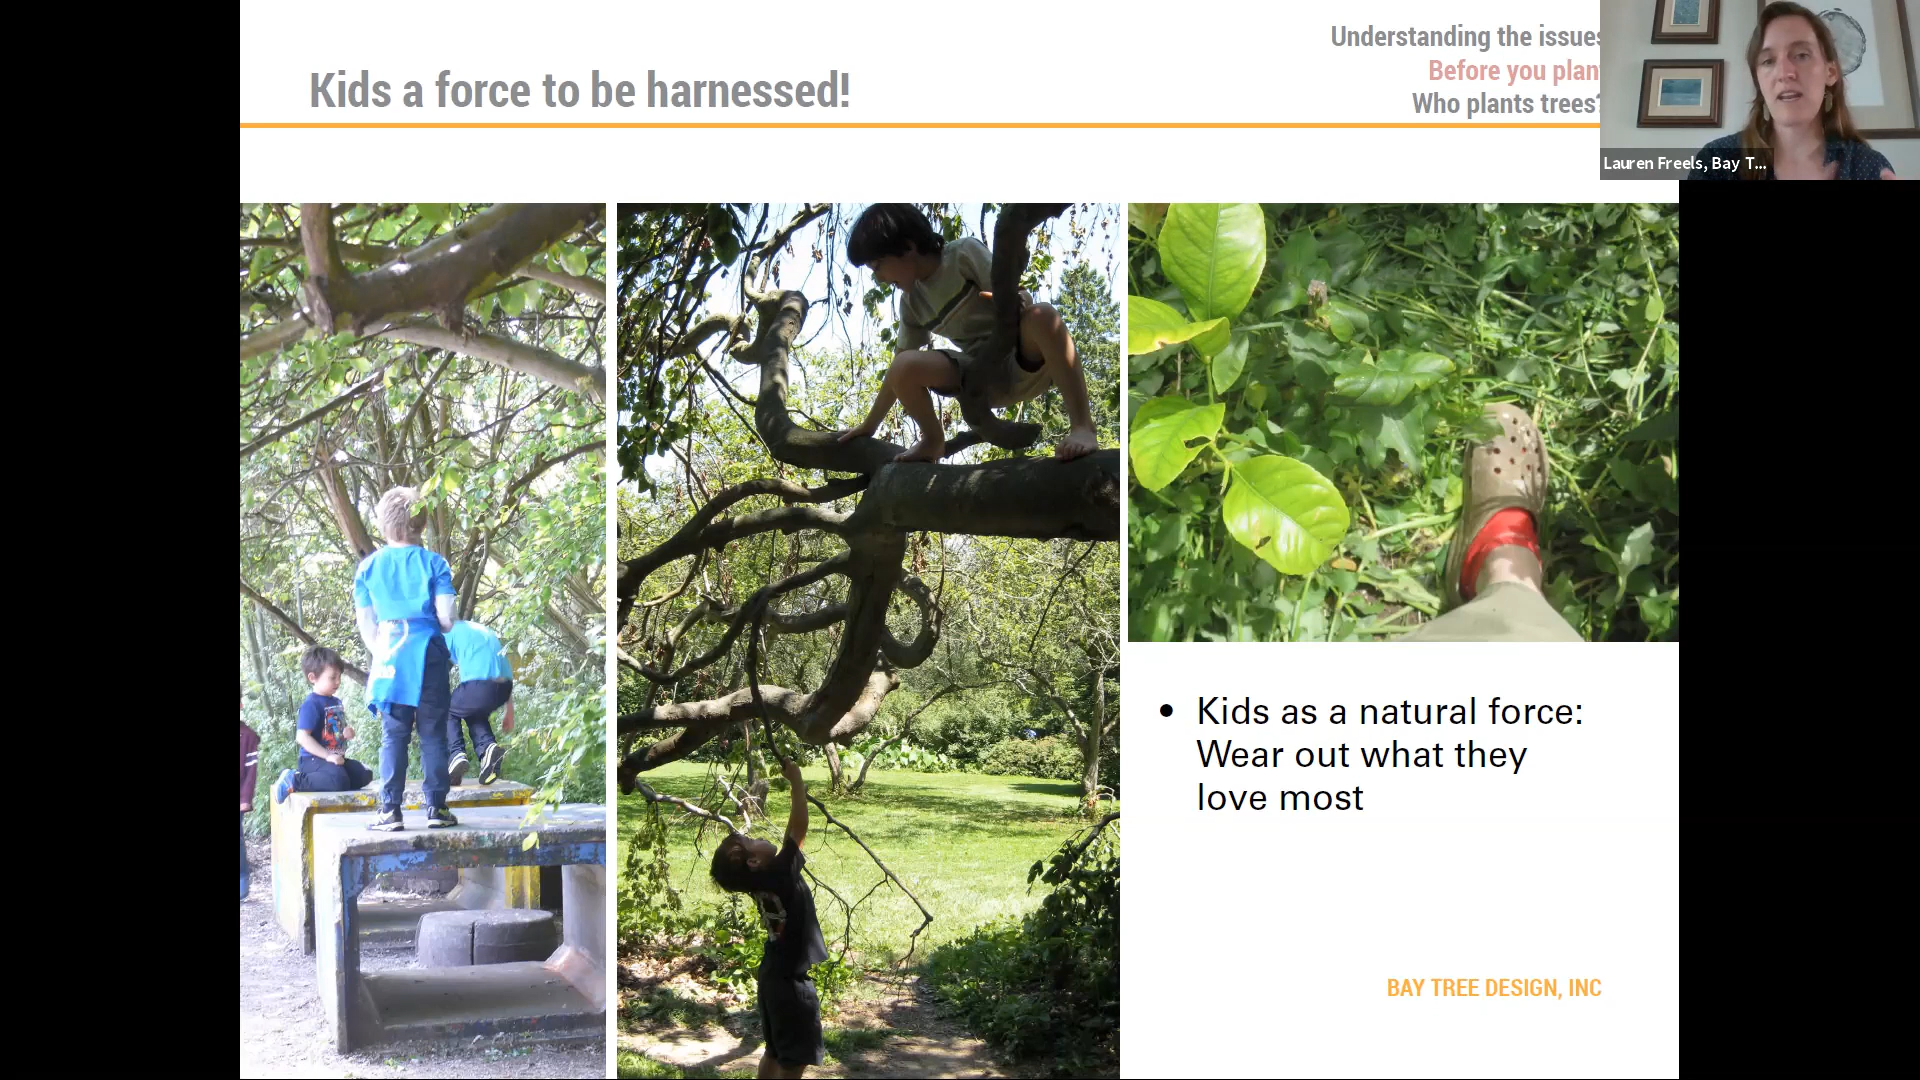 Kids a force to be harnessed!
Understanding the issues
Before you plant
Who plants trees?
Lauren Freels, Bay T...
• Kids as a natural force:
Wear out what they
love most
BAY TREE DESIGN, INC